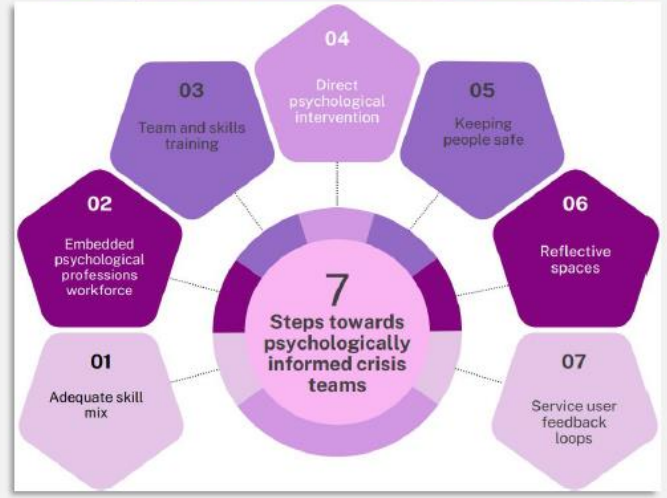 01
Adequate skill
mix
02
Embedded
psychological
professions
workforce
03
Team and skills
training
04
Direct
psychological
intervention
05
Keeping
people safe
06
Reflective
spaces
07
Service user
feedback
loops
7
Steps towards
psychologically
informed crisis
teams